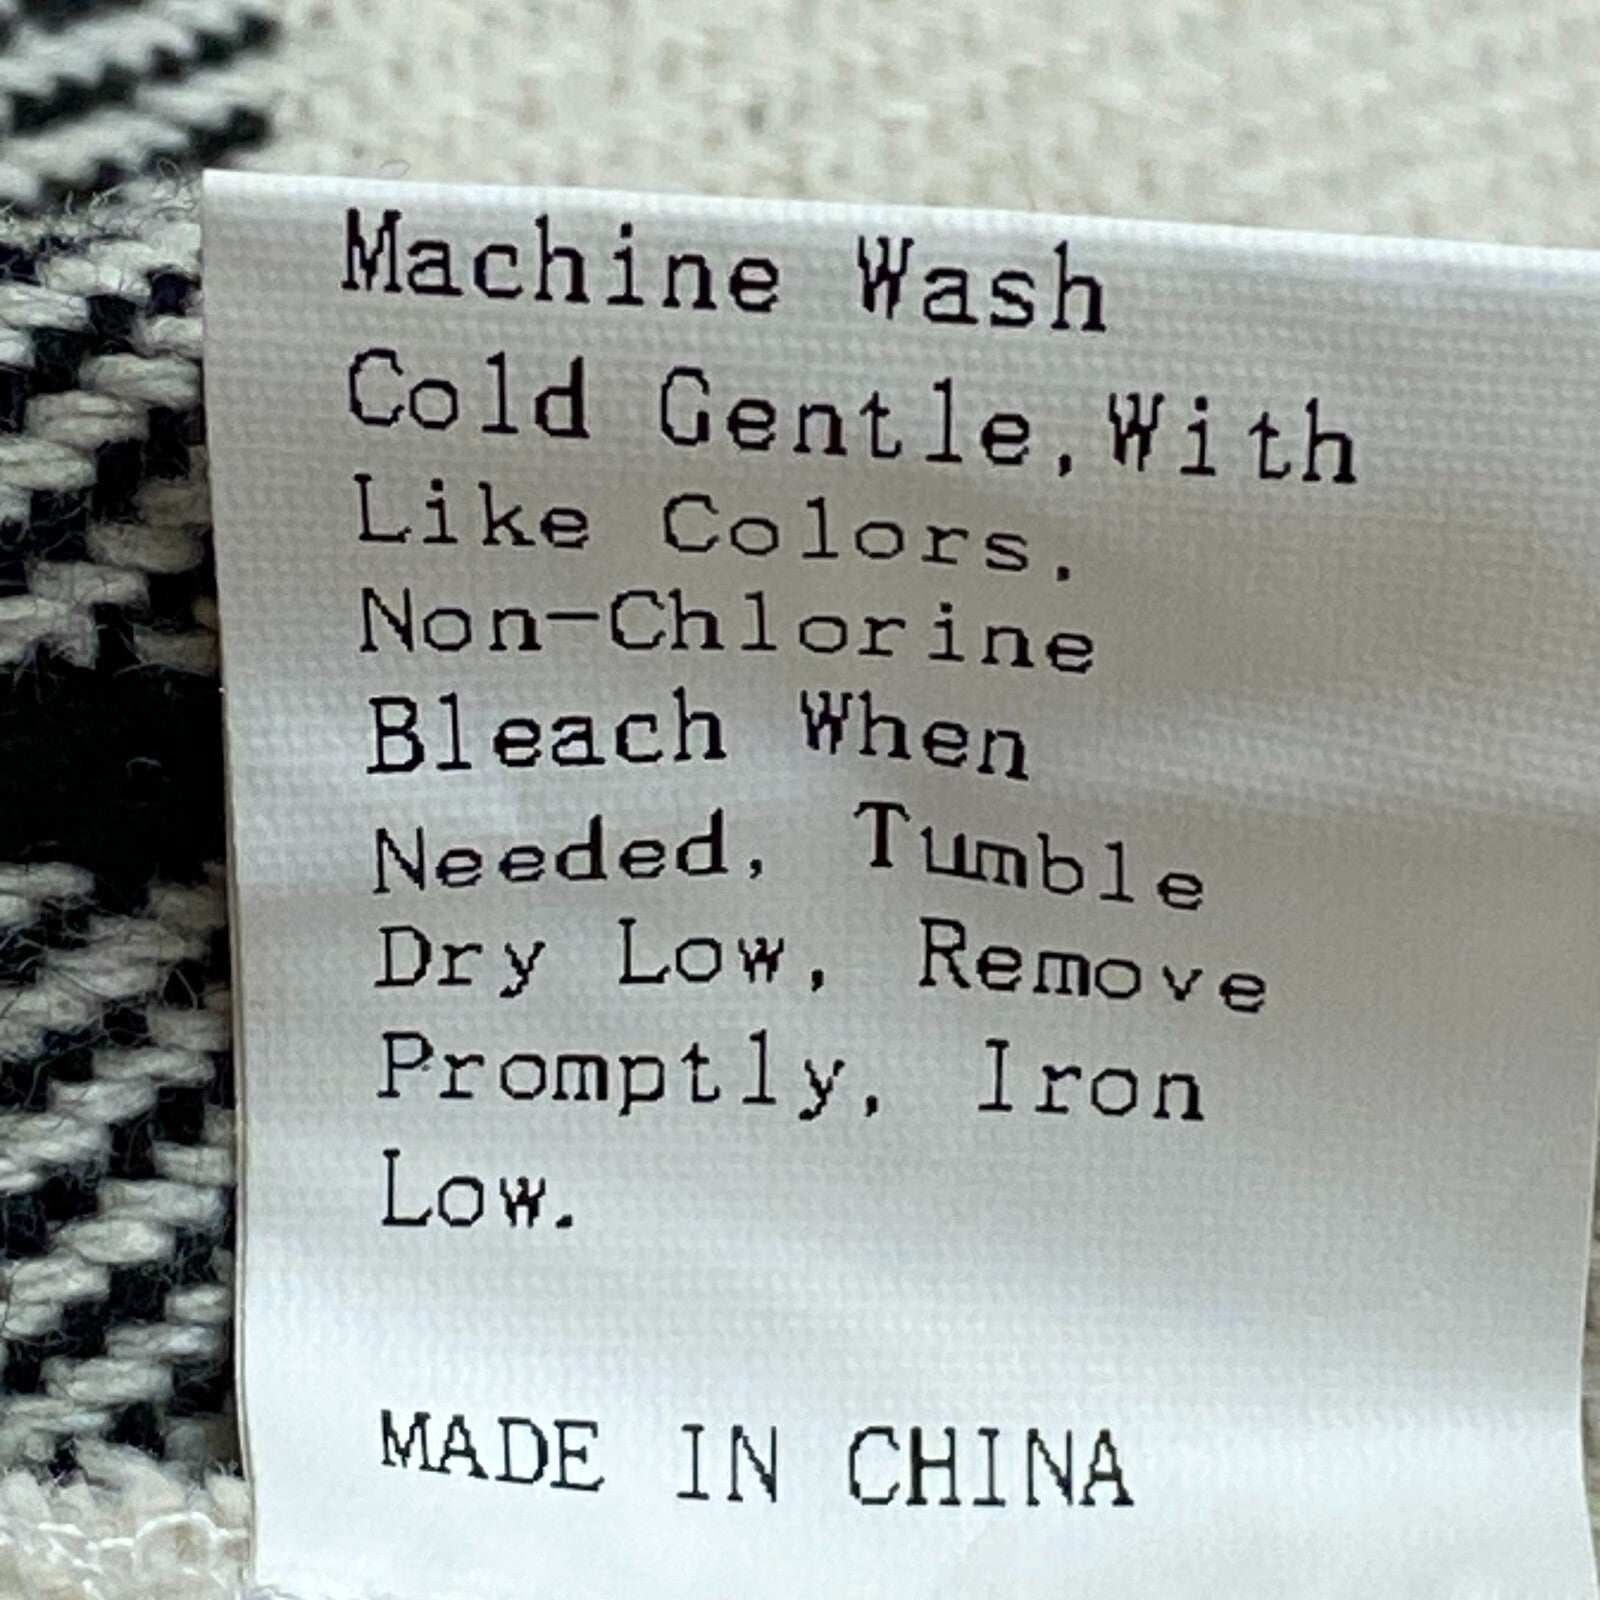 Machine Wash
Cold Gentle,With
Like Colors.
Non-Chlorine
Bleach When
Needed, Tumble
Dry Low, Remove
Promptly, Iron
Low.
MADE IN CHINA